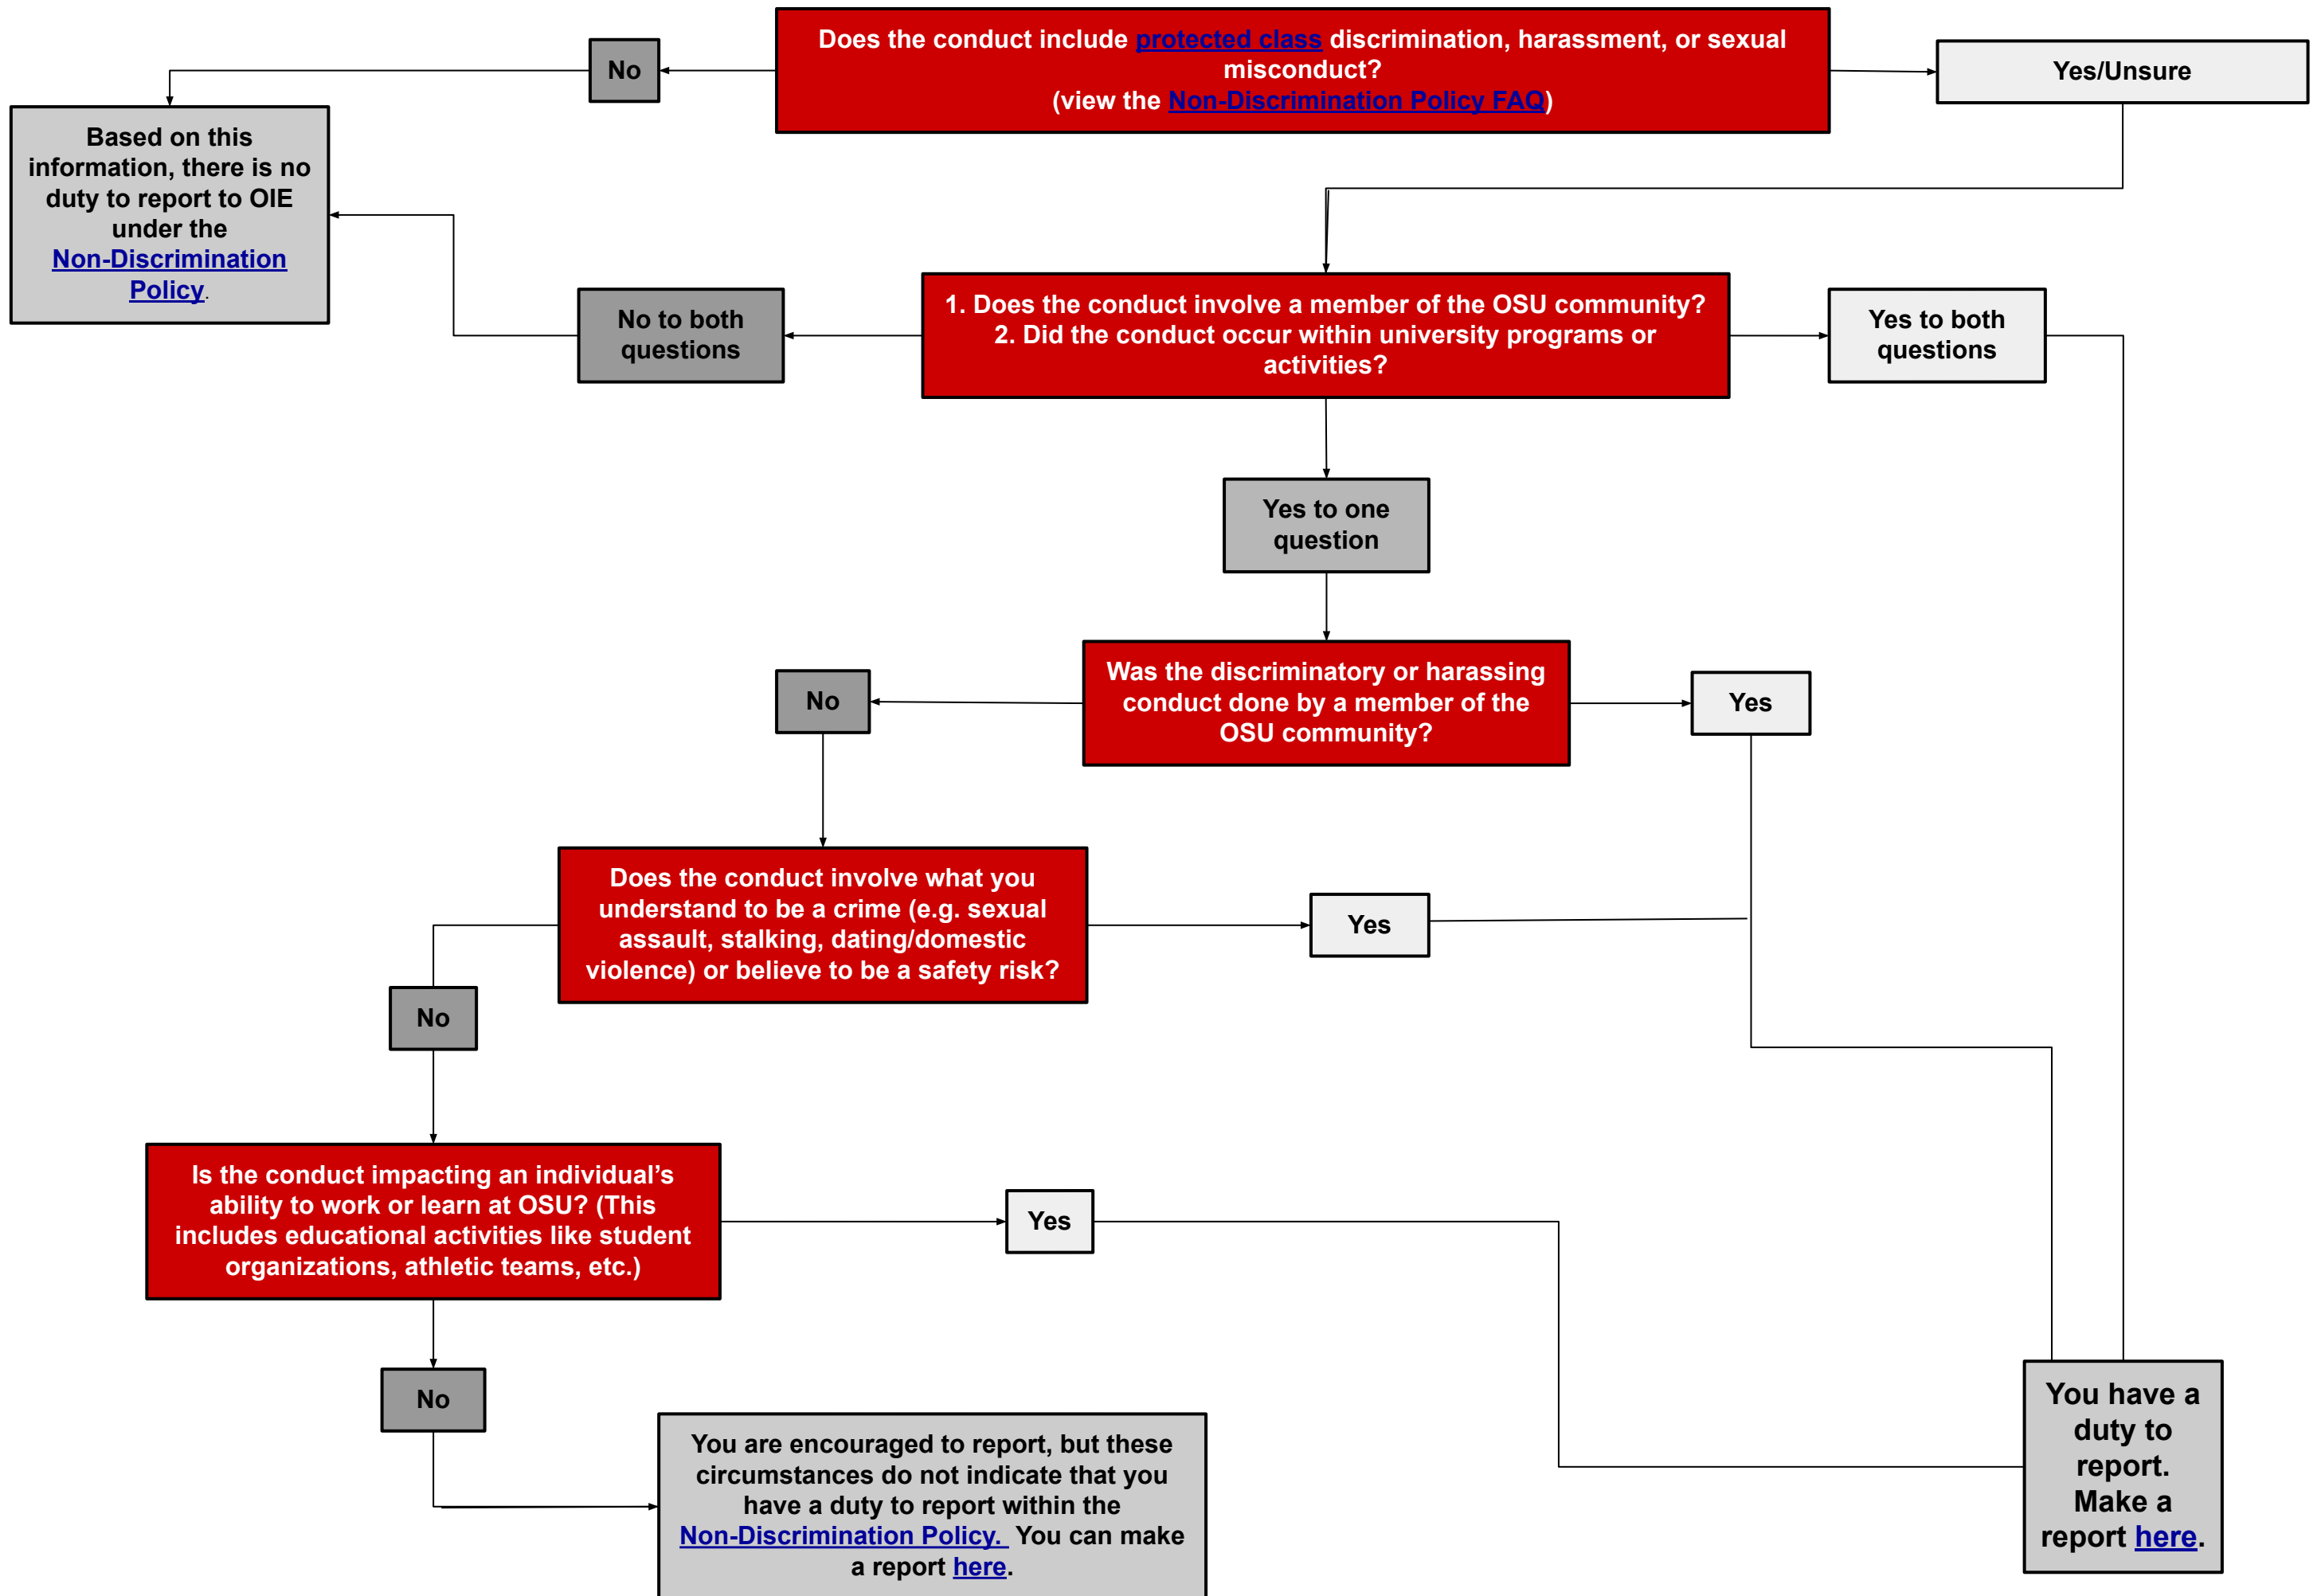 Does the conduct include protected class discrimination, harassment, or sexual
misconduct?
(view the Non-Discrimination Policy FAQ)
No
Yes/Unsure
Based on this
information, there is no
duty to report to OIE
under the
Non-Discrimination
Policy.
1. Does the conduct involve a member of the OSU community?
2. Did the conduct occur within university programs or
activities?
No to both
questions
Yes to both
questions
Yes to one
question
Was the discriminatory or harassing
conduct done by a member of the
OSU community?
No
Yes
Does the conduct involve what you
understand to be a crime (e.g. sexual
assault, stalking, dating/domestic
violence) or believe to be a safety risk?
Yes
No
Is the conduct impacting an individual’s
ability to work or learn at OSU? (This
includes educational activities like student
organizations, athletic teams, etc.)
Yes
No
You are encouraged to report, but these
circumstances do not indicate that you
have a duty to report within the
Non-Discrimination Policy. You can make
a report here.
You have a
duty to
report.
Make a
report here.